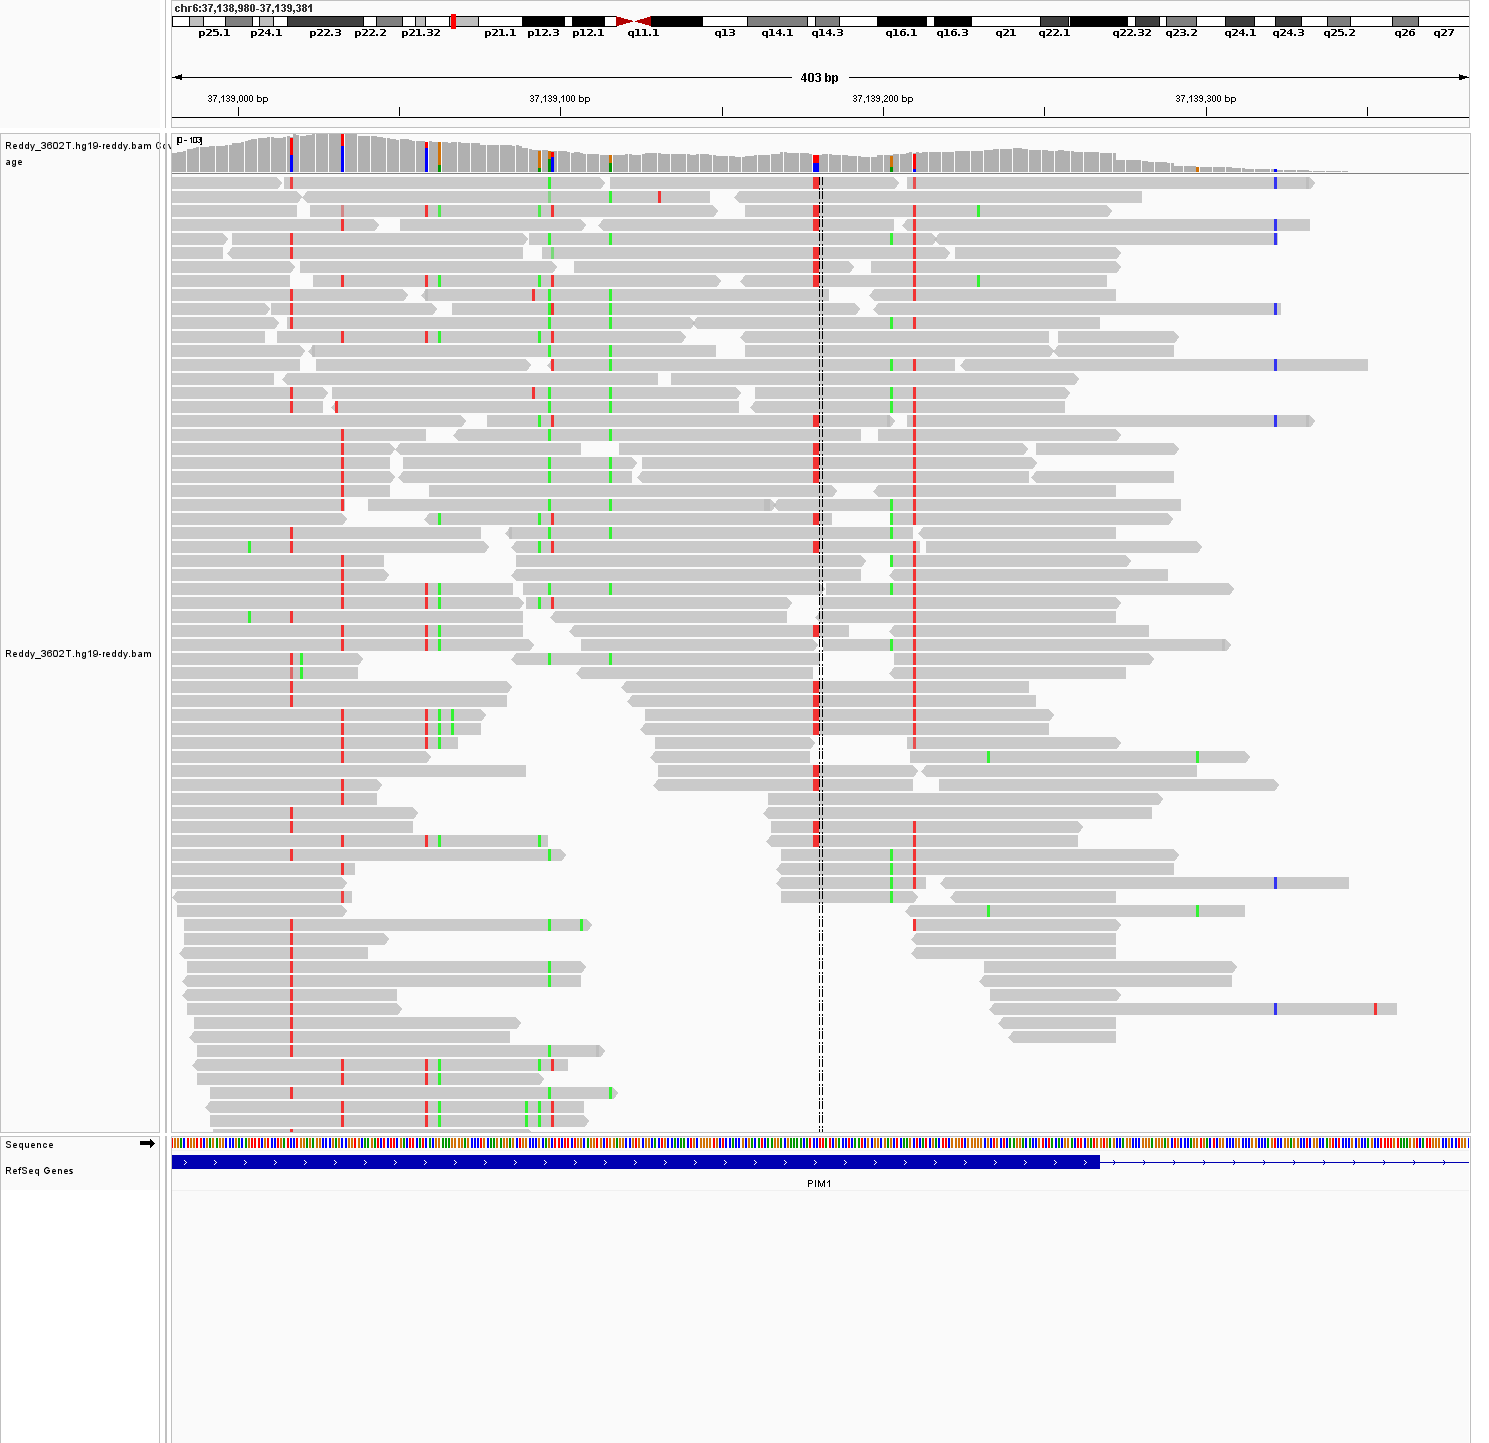 chr6:37,138,980-37,139,381
p25.1 p24.1 p22.3 p22.2 p21.32 p21.1 p12.3 p12.1 q11.1 q13 q14.1 q14.3 q16.1 q16.3 q21 q22.1 q22.32 q23.2 q24.1 q24.3 q25.2 q26 q27
403 bp
37,139,000 bp 37,139,100 bp 37,139,200 bp 37,139,300 bp
Reddy_3602T.hg19-reddy.bam Cov
age
[0 - 103]
Reddy_3602T.hg19-reddy.bam
Sequence
RefSeq Genes
PIM1